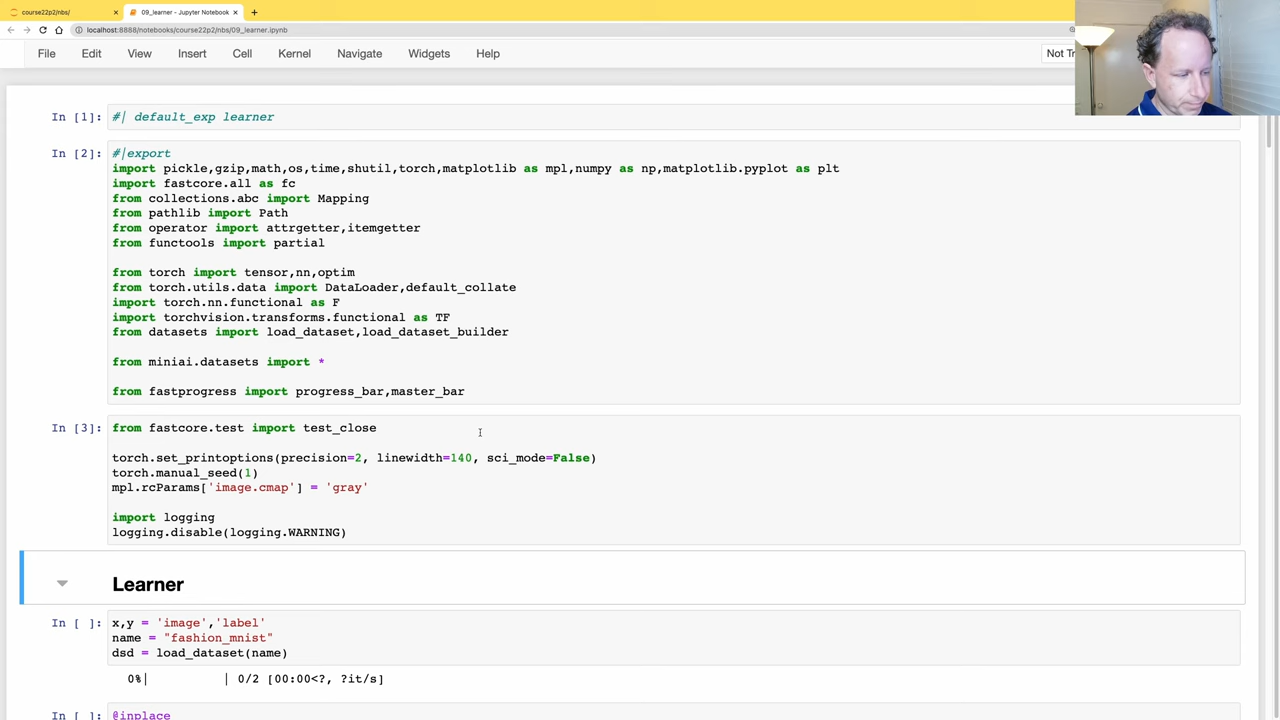 course22p2/nbs/
09_learner - Jupyter Notebook
localhost:8888/notebooks/course22p2/nbs/09_learner.ipynb
File Edit View Insert Cell Kernel Navigate Widgets Help
Not Tr
In [1]: #| default_exp learner
In [2]: #|export
import pickle,gzip,math,os,time,shutil,torch,matplotlib as mpl,numpy as np,matplotlib.pyplot as plt
import fastcore.all as fc
from collections.abc import Mapping
from pathlib import Path
from operator import attrgetter,itemgetter
from functools import partial
from torch import tensor,nn,optim
from torch.utils.data import DataLoader,default_collate
import torch.nn.functional as F
import torchvision.transforms.functional as TF
from datasets import load_dataset,load_dataset_builder
from miniai.datasets import *
from fastprogress import progress_bar,master_bar
In [3]: from fastcore.test import test_close
torch.set_printoptions(precision=2, linewidth=140, sci_mode=False)
torch.manual_seed(1)
mpl.rcParams['image.cmap'] = 'gray'
import logging
logging.disable(logging.WARNING)
Learner
In [ ]: x,y = 'image','label'
name = "fashion_mnist"
dsd = load_dataset(name)
0%| | 0/2 [00:00<?, ?it/s]
In [ ]: @inplace